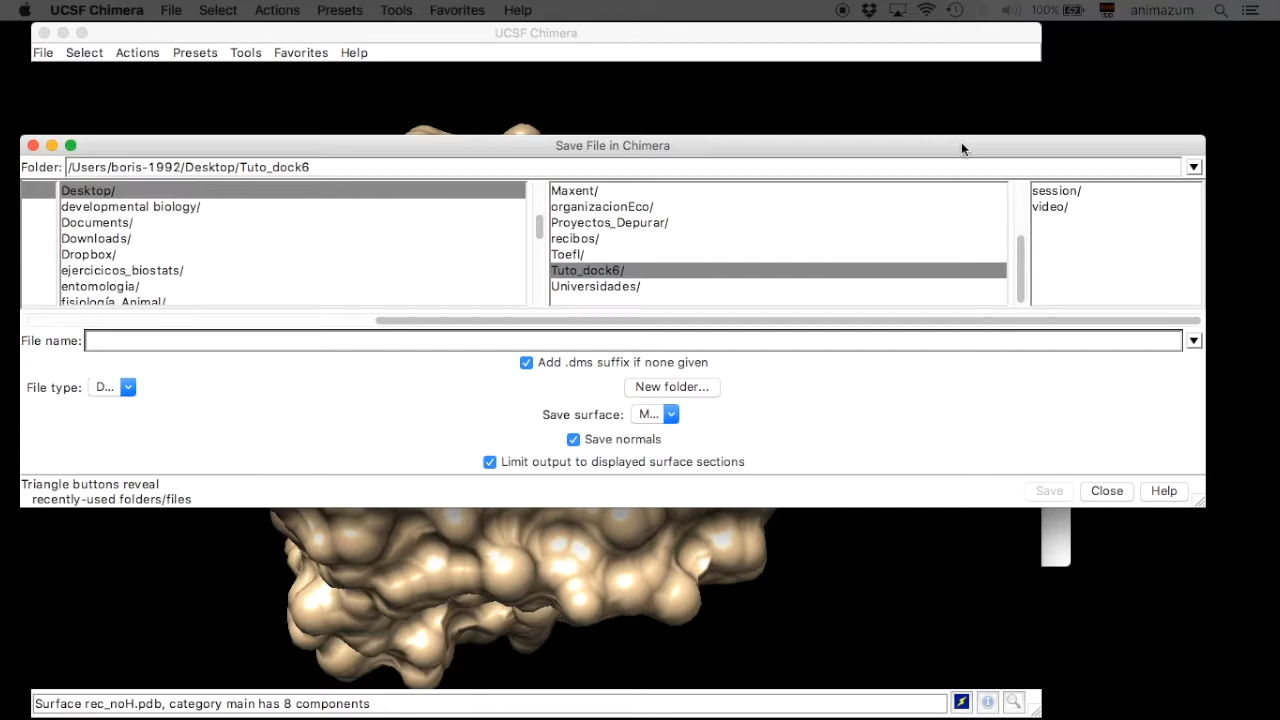 UCSF Chimera File Select Actions Presets Tools Favorites Help 100% animazum
UCSF Chimera
File Select Actions Presets Tools Favorites Help
Save File in Chimera
Folder: /Users/boris-1992/Desktop/Tuto_dock6
Desktop/ Maxent/ session/
developmental biology/ organizacionEco/ video/
Documents/ Proyectos_Depurar/
Downloads/ recibos/
Dropbox/ Toefl/
ejercicicos_biostats/ Tuto_dock6/
entomologia/ Universidades/
fisiología_Animal/
File name:
Add .dms suffix if none given
File type: D... New folder...
Save surface: M...
Save normals
Limit output to displayed surface sections
Triangle buttons reveal
recently-used folders/files
Save Close Help
Surface rec_noH.pdb, category main has 8 components